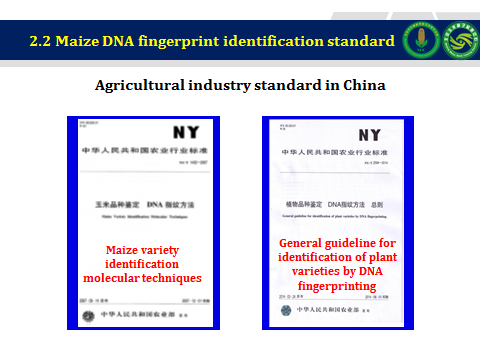 2.2 Maize DNA fingerprint identification standard
Agricultural industry standard in China
NY
中华人民共和国农业行业标准
玉米品种鉴定 DNA指纹方法
Maize Variety Identification Molecular Techniques
Maize variety
identification
molecular techniques
中华人民共和国农业部 发布
NY
中华人民共和国农业行业标准
植物品种鉴定 DNA指纹方法 总则
General guideline for identification of plant varieties by DNA fingerprinting
General guideline for
identification of plant
varieties by DNA
fingerprinting
中华人民共和国农业部 发布